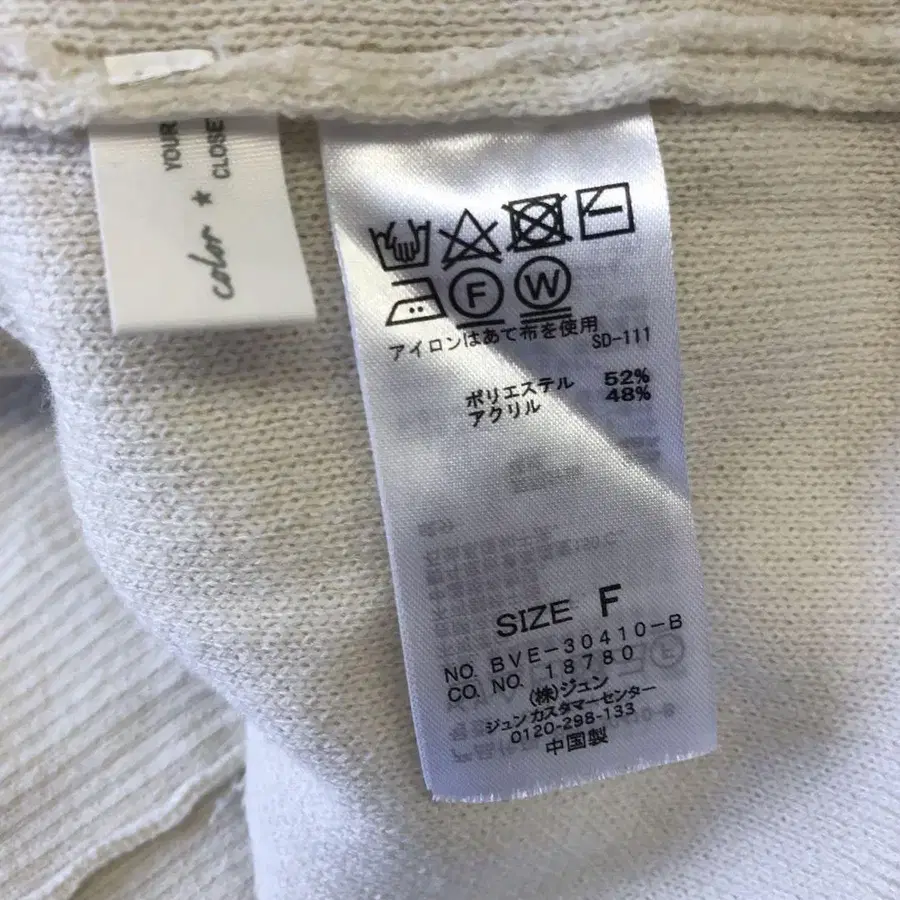 YOUR
CLOSE
color ★
F
W
アイロンはあて布を使用
SD-111
ポリエステル 52%
アクリル 48%
SIZE F
NO. BVE-30410-B
CO. NO. 18780
(株)ジュン
ジュンカスタマーセンター
0120-298-133
中国製